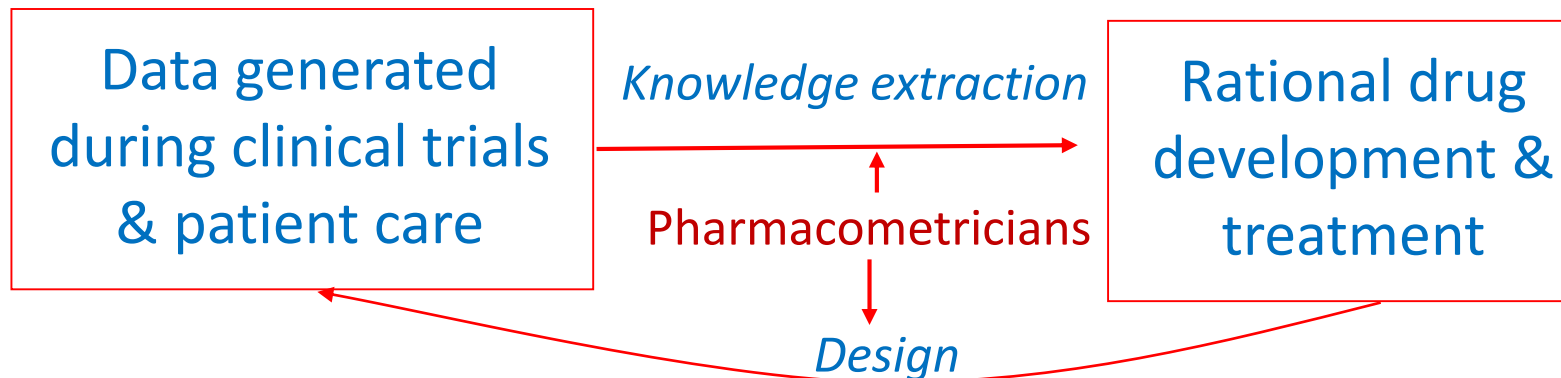 Data generated
during clinical trials
& patient care
Knowledge extraction
Pharmacometricians
Design
Rational drug
development &
treatment